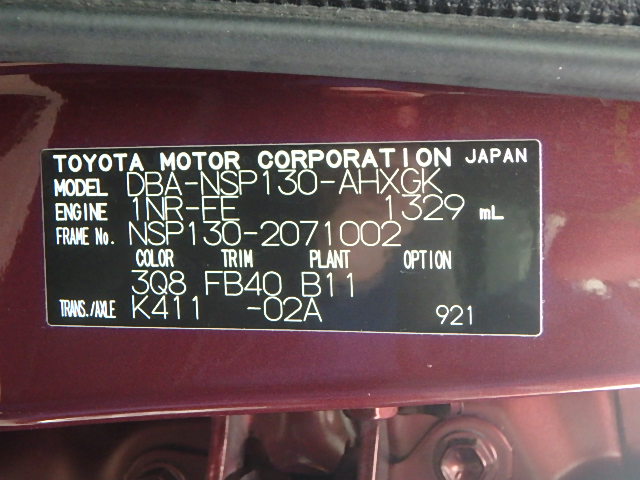 TOYOTA MOTOR CORPORATION JAPAN
MODEL DBA-NSP130-AHXGK
ENGINE 1NR-EE 1329 mL
FRAME No. NSP130-2071002
COLOR TRIM PLANT OPTION
3Q8 FB40 B11
TRANS./AXLE K411 -02A 921